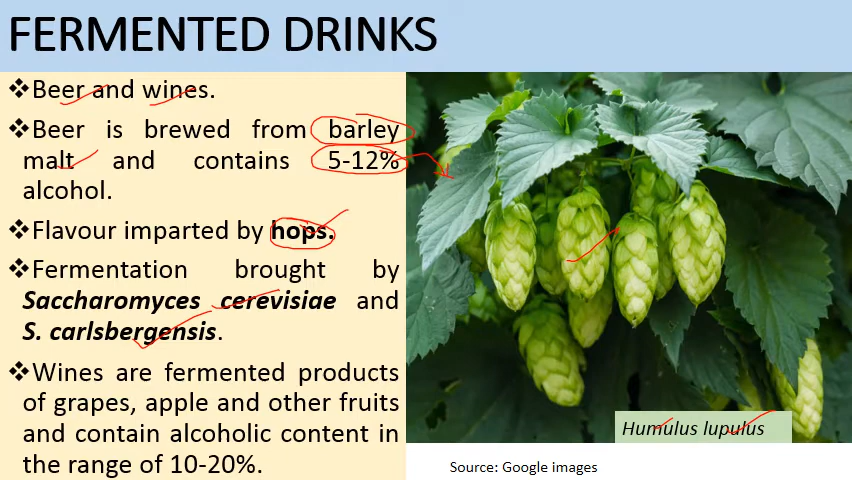 FERMENTED DRINKS
❖Beer and wines.
❖Beer is brewed from barley
malt and contains 5-12%
alcohol.
❖Flavour imparted by hops.
❖Fermentation brought by
Saccharomyces cerevisiae and
S. carlsbergensis.
❖Wines are fermented products
of grapes, apple and other fruits
and contain alcoholic content in
the range of 10-20%.
Humulus lupulus
Source: Google images